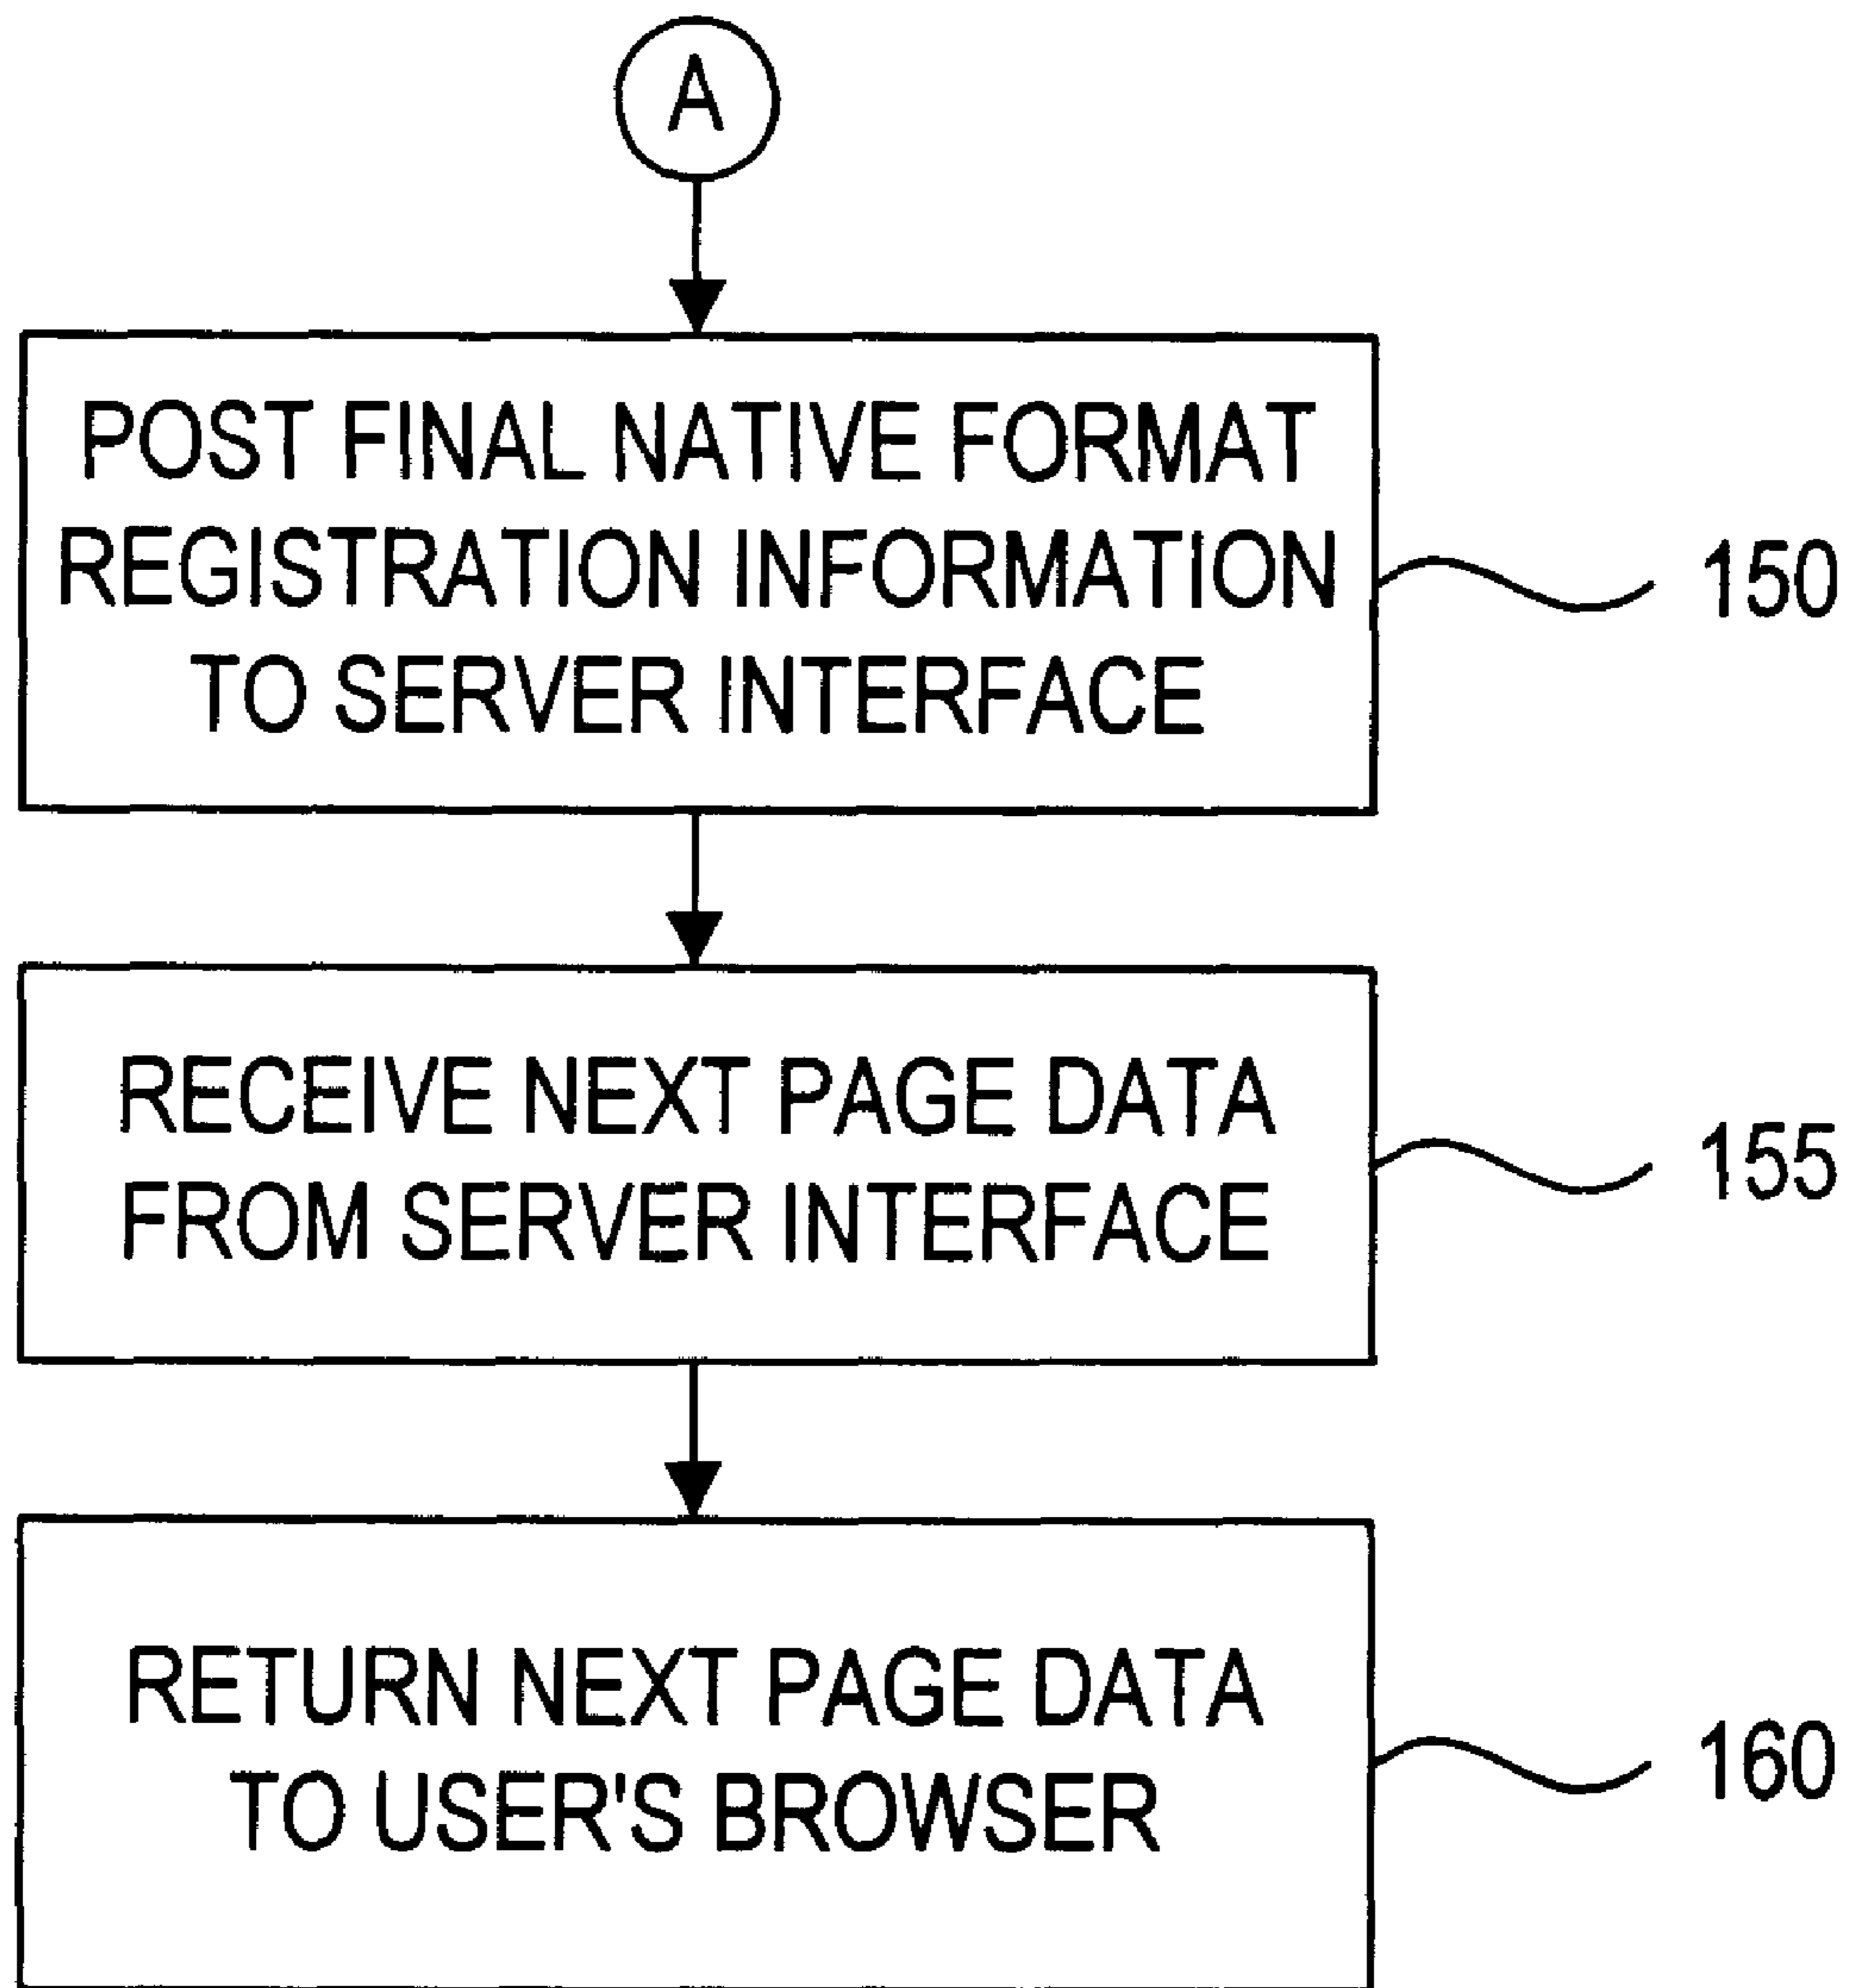 A
POST FINAL NATIVE FORMAT
REGISTRATION INFORMATION
TO SERVER INTERFACE
150
RECEIVE NEXT PAGE DATA
FROM SERVER INTERFACE
155
RETURN NEXT PAGE DATA
TO USER'S BROWSER
160